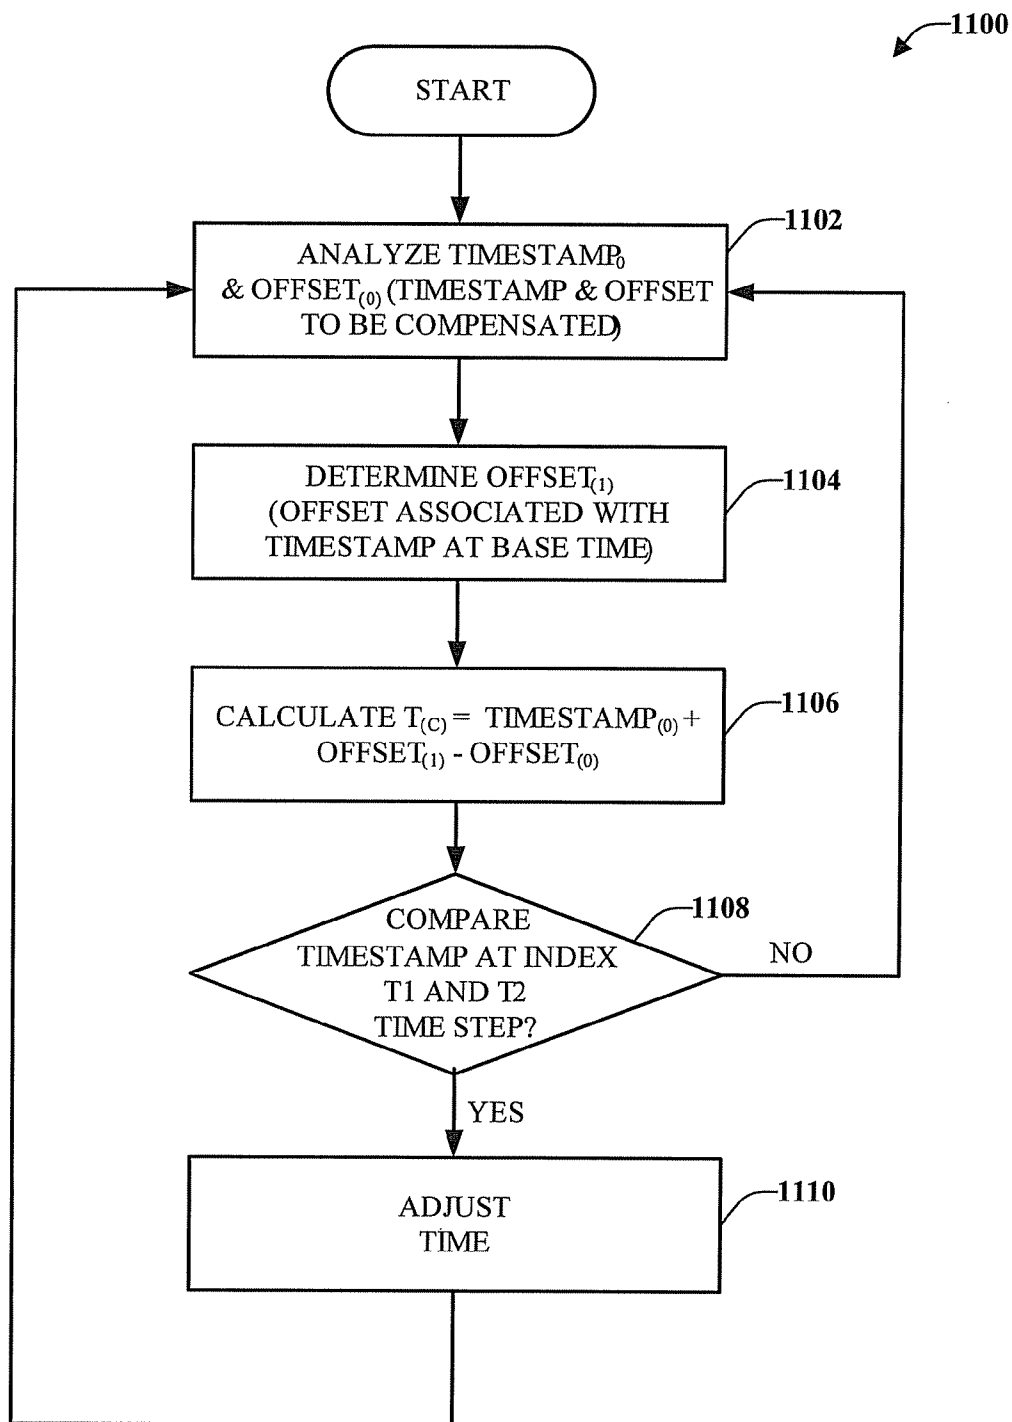 1100
START
1102
ANALYZE TIMESTAMP₀
& OFFSET₍₀₎ (TIMESTAMP & OFFSET
TO BE COMPENSATED)
DETERMINE OFFSET₍₁₎
1104
(OFFSET ASSOCIATED WITH
TIMESTAMP AT BASE TIME)
1106
CALCULATE T₍C₎ = TIMESTAMP₍₀₎ +
OFFSET₍₁₎ - OFFSET₍₀₎
1108
COMPARE
TIMESTAMP AT INDEX
T1 AND T2
TIME STEP?
NO
YES
1110
ADJUST
TIME